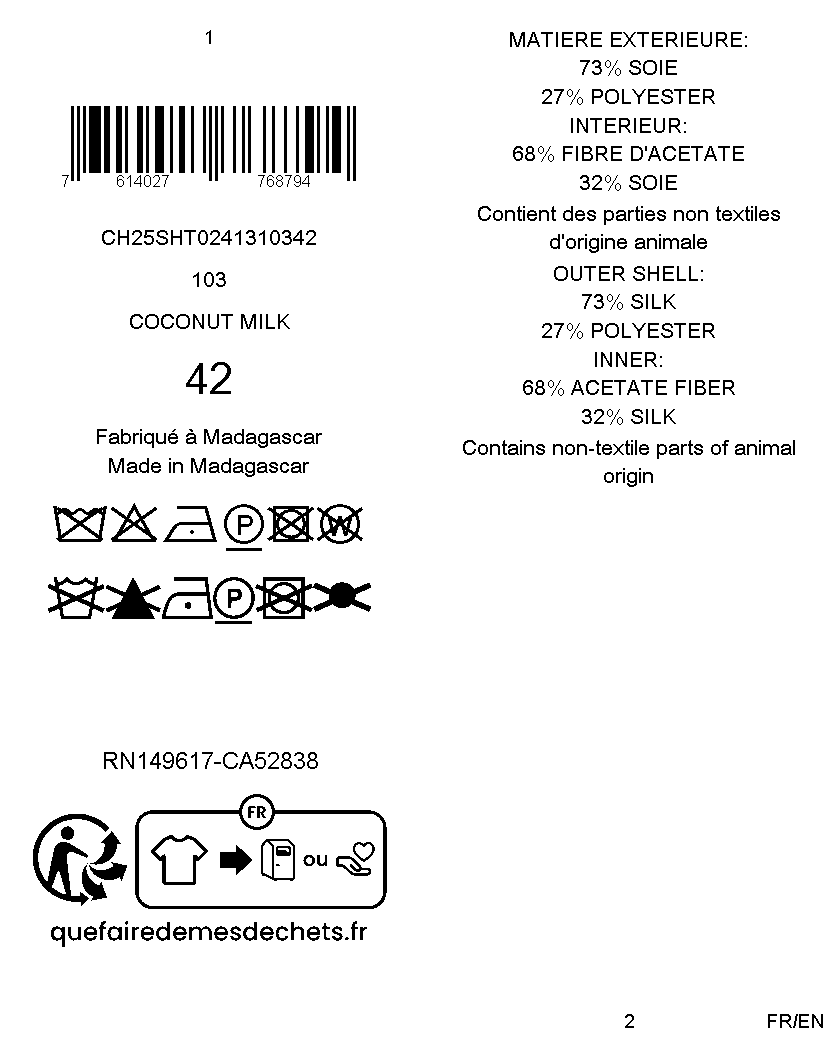 1
7 614027 768794
CH25SHT0241310342
103
COCONUT MILK
42
Fabriqué à Madagascar
Made in Madagascar
P
W
P
RN149617-CA52838
FR
ou
quefairedemesdechets.fr
MATIERE EXTERIEURE:
73% SOIE
27% POLYESTER
INTERIEUR:
68% FIBRE D'ACETATE
32% SOIE
Contient des parties non textiles
d'origine animale
OUTER SHELL:
73% SILK
27% POLYESTER
INNER:
68% ACETATE FIBER
32% SILK
Contains non-textile parts of animal
origin
2
FR/EN